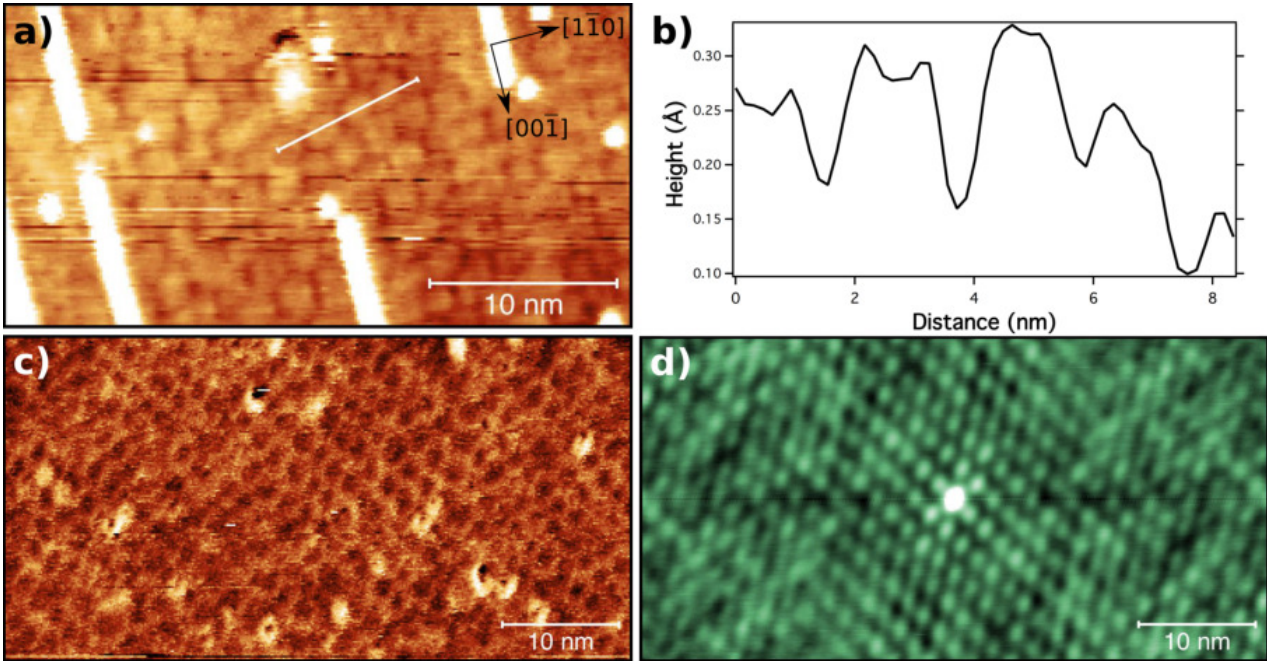 a)
[11̄0]
[001̄]
10 nm
b)
Height (Å)
0.30
0.25
0.20
0.15
0.10
0 2 4 6 8
Distance (nm)
c)
10 nm
d)
10 nm